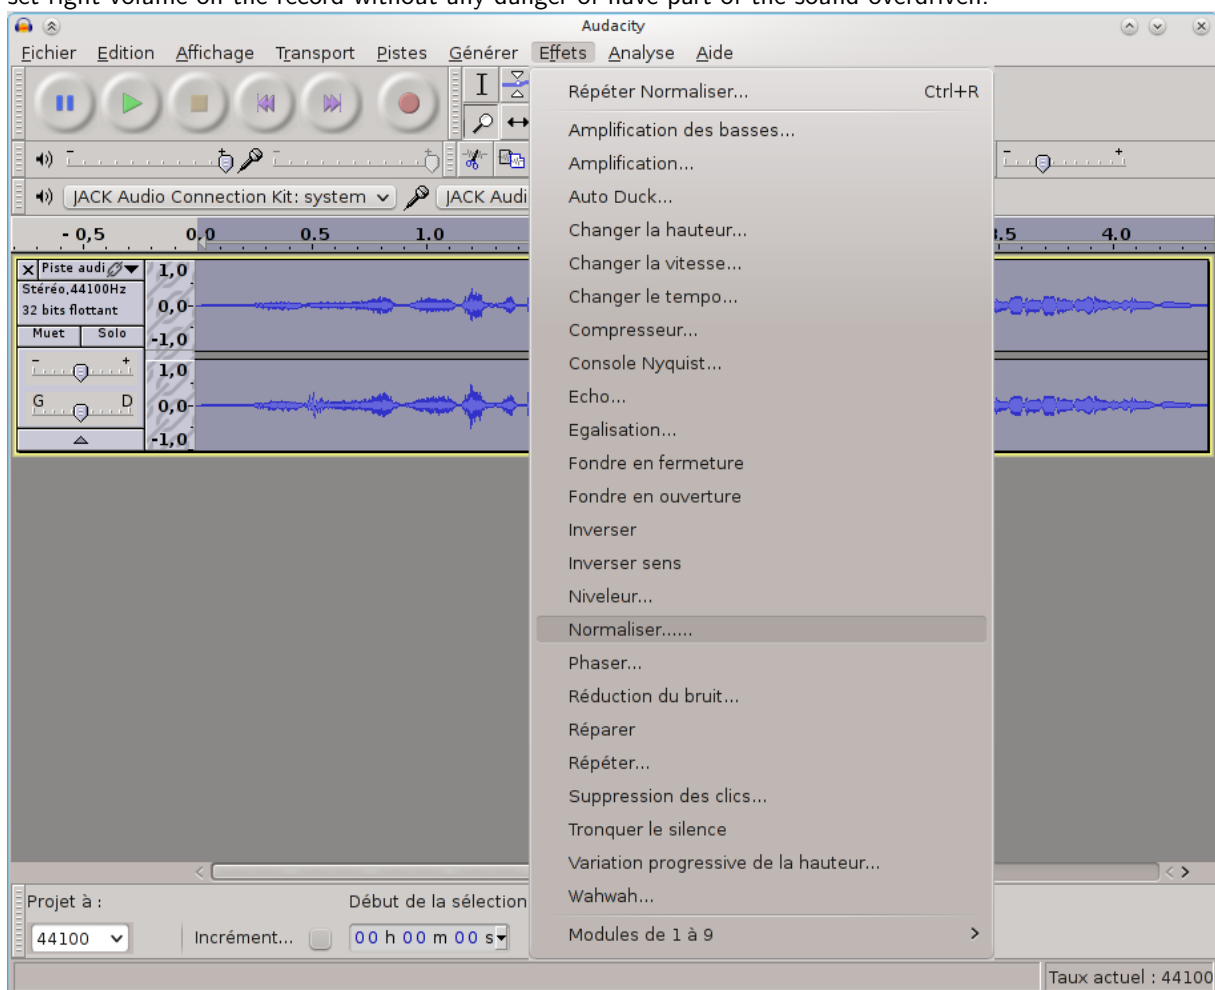 set right volume on the record without any danger of have part of the sound overdriven.
Audacity
Fichier Edition Affichage Transport Pistes Générer Effets Analyse Aide
Répéter Normaliser... Ctrl+R
Amplification des basses...
Amplification...
Auto Duck...
Changer la hauteur...
Changer la vitesse...
Changer le tempo...
Compresseur...
Console Nyquist...
Echo...
Egalisation...
Fondre en fermeture
Fondre en ouverture
Inverser
Inverser sens
Niveleur...
Normaliser......
Phaser...
Réduction du bruit...
Réparer
Répéter...
Suppression des clics...
Tronquer le silence
Variation progressive de la hauteur...
Wahwah...
Modules de 1 à 9
- +
JACK Audio Connection Kit: system JACK Audi
- 0,5 0,0 0.5 1.0 3.5 4.0
Piste audi
Stéréo,44100Hz
32 bits flottant
Muet Solo
- +
G D
1,0
0,0
-1,0
1,0
0,0
-1,0
Projet à :
44100
Incrément...
Début de la sélection
00 h 00 m 00 s
Taux actuel : 44100